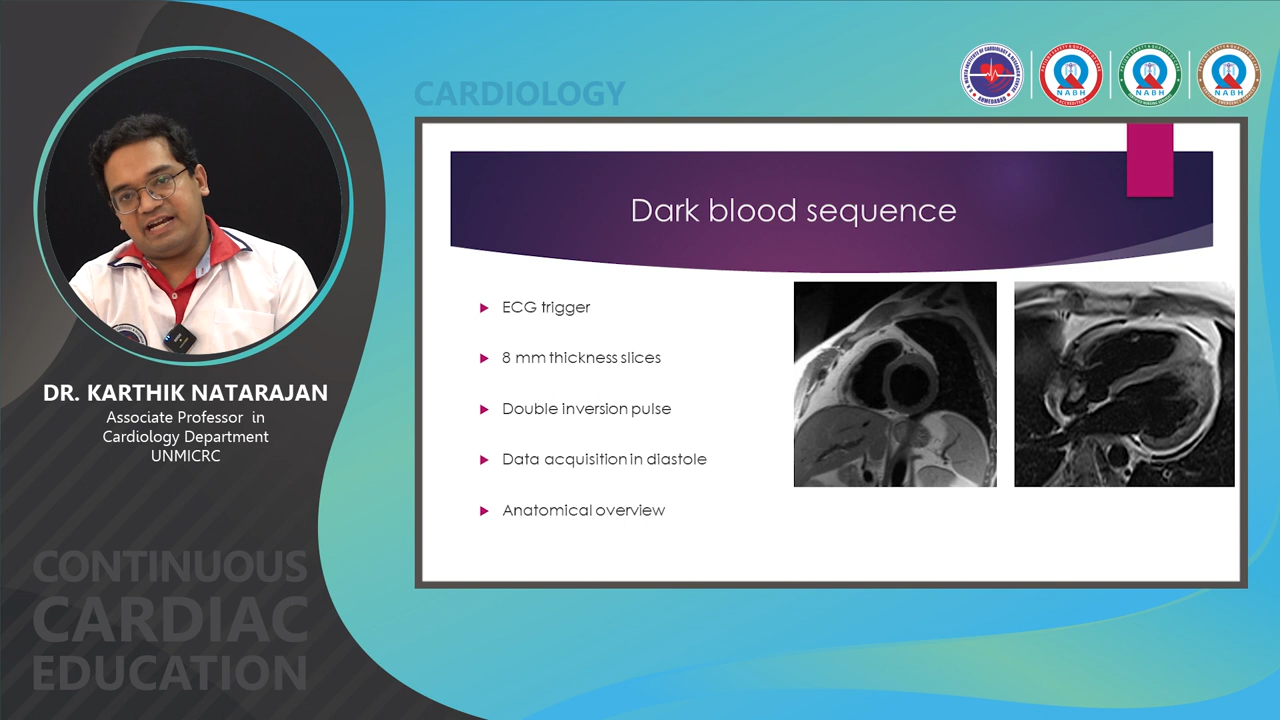 CARDIOLOGY
NABH
NABH
NABH
Dark blood sequence
ECG trigger
8 mm thickness slices
Double inversion pulse
Data acquisition in diastole
Anatomical overview
DR. KARTHIK NATARAJAN
Associate Professor in
Cardiology Department
UNMICRC
CONTINUOUS
CARDIAC
EDUCATION